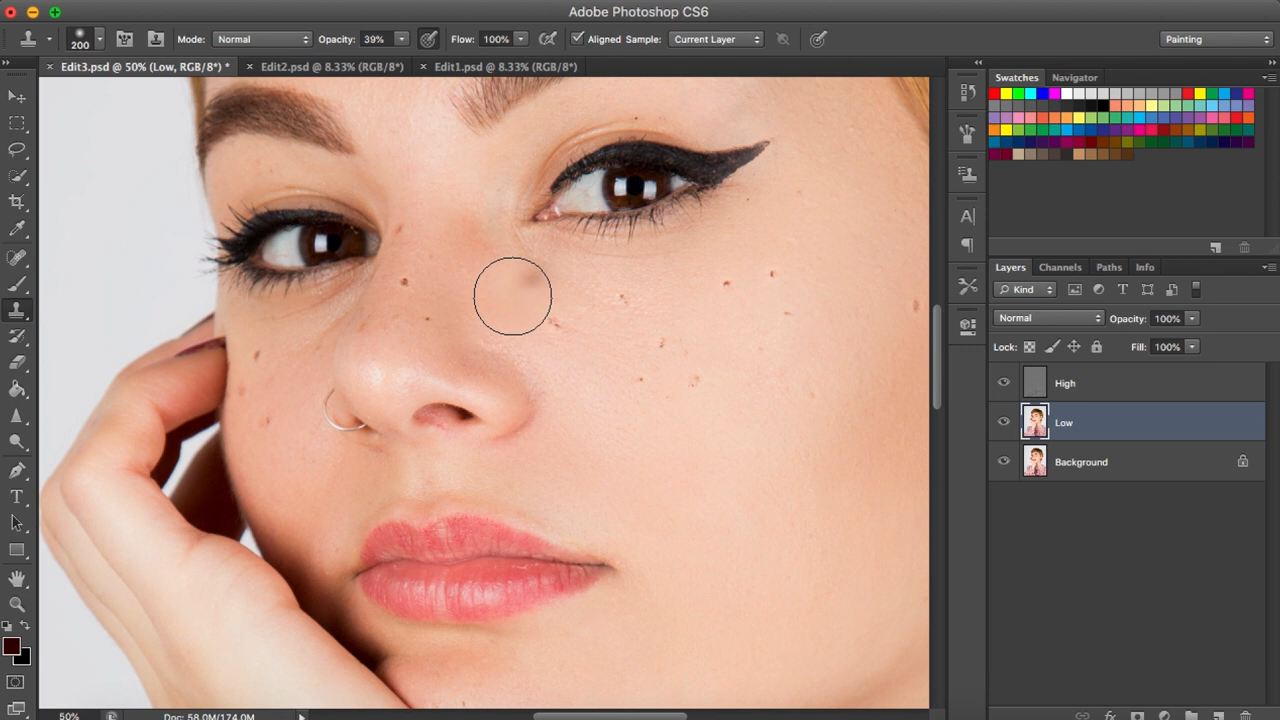 Adobe Photoshop CS6
200 Mode: Normal Opacity: 39% Flow: 100% Aligned Sample: Current Layer Painting
Edit3.psd @ 50% (Low, RGB/8*) * Edit2.psd @ 8.33% (RGB/8*) Edit1.psd @ 8.33% (RGB/8*)
Swatches Navigator
Layers Channels Paths Info
Kind
Normal Opacity: 100%
Lock: Fill: 100%
High
Low
Background
50% Doc: 58.0M/174.0M